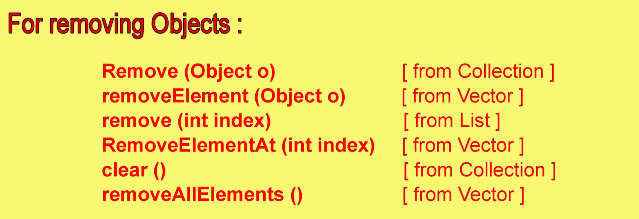 For removing Objects :
Remove (Object o) [ from Collection ]
removeElement (Object o) [ from Vector ]
remove (int index) [ from List ]
RemoveElementAt (int index) [ from Vector ]
clear () [ from Collection ]
removeAllElements () [ from Vector ]